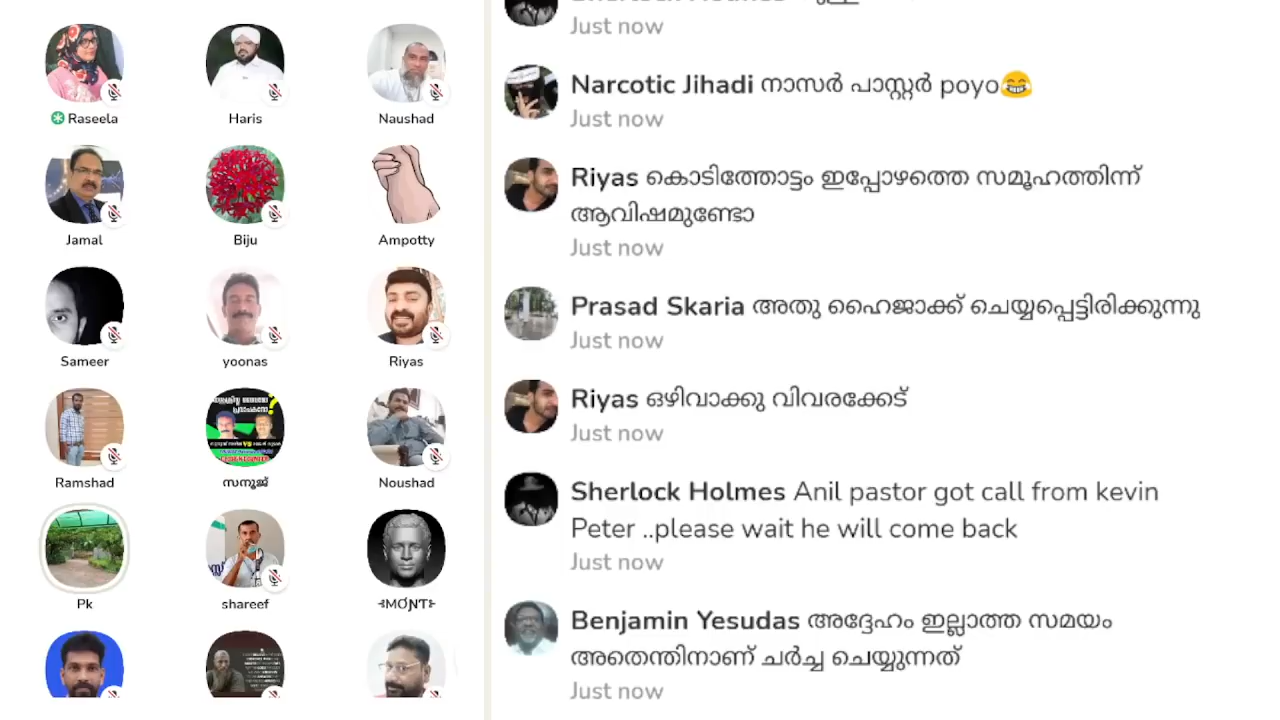 Raseela
Haris
Naushad
Jamal
Biju
Ampotty
Sameer
yoonas
Riyas
Ramshad
VS
സനൂജ്
Noushad
Pk
shareef
Just now
Narcotic Jihadi നാസർ പാസ്റ്റർ poyo😂
Just now
Riyas കൊടിത്തോട്ടം ഇപ്പോഴത്തെ സമൂഹത്തിന്ന്
ആവിഷമുണ്ടോ
Just now
Prasad Skaria അതു ഹൈജാക്ക് ചെയ്യപ്പെട്ടിരിക്കുന്നു
Just now
Riyas ഒഴിവാക്കു വിവരക്കേട്
Just now
Sherlock Holmes Anil pastor got call from kevin
Peter ..please wait he will come back
Just now
Benjamin Yesudas അദ്ദേഹം ഇല്ലാത്ത സമയം
അതെന്തിനാണ് ചർച്ച ചെയ്യുന്നത്
Just now